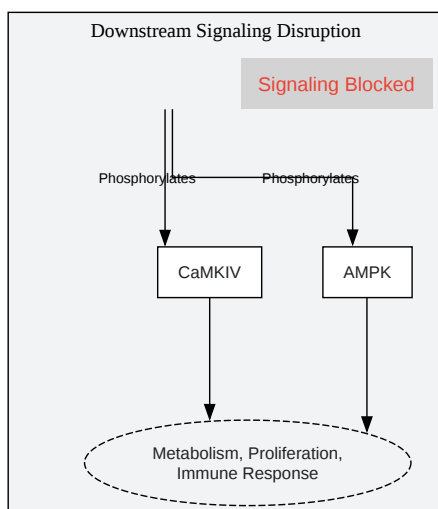 Downstream Signaling Disruption
Signaling Blocked
Phosphorylates
Phosphorylates
CaMKIV
AMPK
Metabolism, Proliferation,
Immune Response